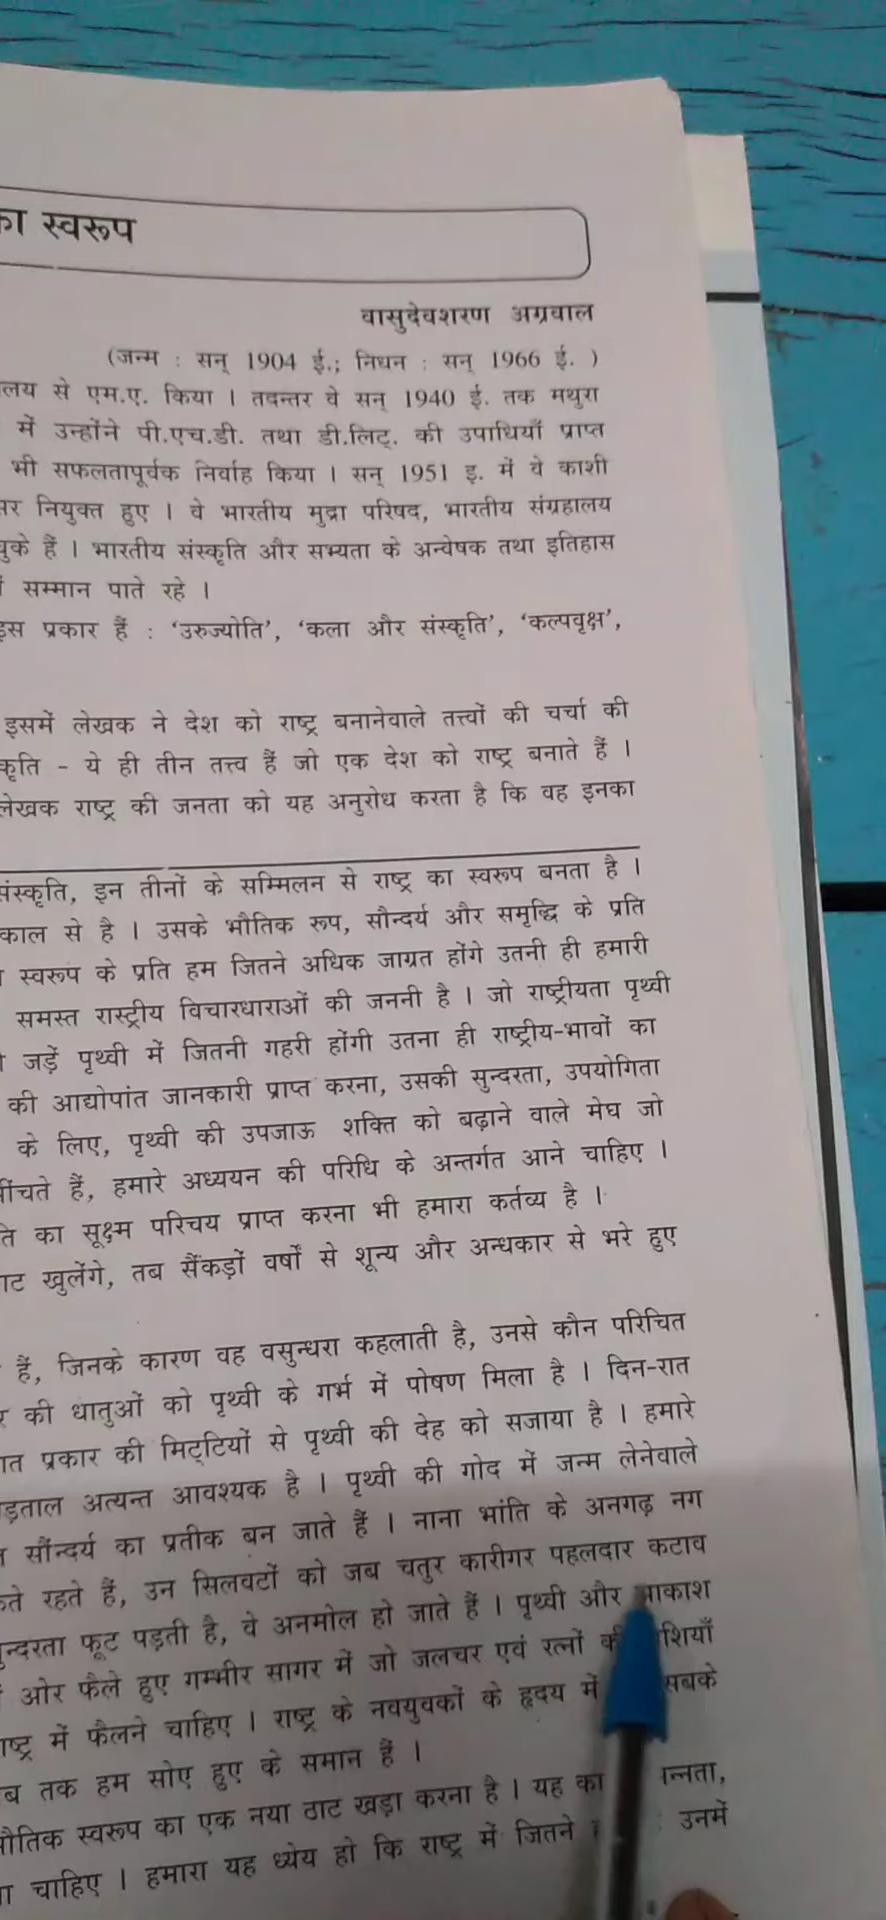 का स्वरूप
वासुदेवशरण अग्रवाल
(जन्म : सन् 1904 ई.; निधन : सन् 1966 ई. )
लय से एम.ए. किया । तदन्तर वे सन् 1940 ई. तक मथुरा
में उन्होंने पी.एच.डी. तथा डी.लिट्. की उपाधियाँ प्राप्त
भी सफलतापूर्वक निर्वाह किया । सन् 1951 इ. में वे काशी
नियुक्त हुए । वे भारतीय मुद्रा परिषद, भारतीय संग्रहालय
चुके हैं । भारतीय संस्कृति और सभ्यता के अन्वेषक तथा इतिहास
सम्मान पाते रहे ।
इस प्रकार हैं : ‘उरुज्योति’, ‘कला और संस्कृति’, ‘कल्पवृक्ष’,
इसमें लेखक ने देश को राष्ट्र बनानेवाले तत्त्वों की चर्चा की
कृति - ये ही तीन तत्त्व हैं जो एक देश को राष्ट्र बनाते हैं ।
लेखक राष्ट्र की जनता को यह अनुरोध करता है कि वह इनका
संस्कृति, इन तीनों के सम्मिलन से राष्ट्र का स्वरूप बनता है ।
काल से है । उसके भौतिक रूप, सौन्दर्य और समृद्धि के प्रति
स्वरूप के प्रति हम जितने अधिक जाग्रत होंगे उतनी ही हमारी
समस्त रास्ट्रीय विचारधाराओं की जननी है । जो राष्ट्रीयता पृथ्वी
जड़ें पृथ्वी में जितनी गहरी होंगी उतना ही राष्ट्रीय-भावों का
की आद्योपांत जानकारी प्राप्त करना, उसकी सुन्दरता, उपयोगिता
के लिए, पृथ्वी की उपजाऊ शक्ति को बढ़ाने वाले मेघ जो
हैं, हमारे अध्ययन की परिधि के अन्तर्गत आने चाहिए ।
ति का सूक्ष्म परिचय प्राप्त करना भी हमारा कर्तव्य है ।
खुलेंगे, तब सैंकड़ों वर्षों से शून्य और अन्धकार से भरे हुए
हैं, जिनके कारण वह वसुन्धरा कहलाती है, उनसे कौन परिचित
की धातुओं को पृथ्वी के गर्भ में पोषण मिला है । दिन-रात
प्रकार की मिट्टियों से पृथ्वी की देह को सजाया है । हमारे
ड़ताल अत्यन्त आवश्यक है । पृथ्वी की गोद में जन्म लेनेवाले
सौंन्दर्य का प्रतीक बन जाते हैं । नाना भांति के अनगढ़ नग
रहते हैं, उन सिलवटों को जब चतुर कारीगर पहलदार कटाव
न्दरता फूट पड़ती है, वे अनमोल हो जाते हैं । पृथ्वी और आकाश
ओर फैले हुए गम्भीर सागर में जो जलचर एवं रत्नों
में फैलने चाहिए । राष्ट्र के नवयुवकों के हृदय में सबके
तक हम सोए हुए के समान हैं ।
भौतिक स्वरूप का एक नया ठाट खड़ा करना है । यह
चाहिए । हमारा यह ध्येय हो कि राष्ट्र में जितने उनमें